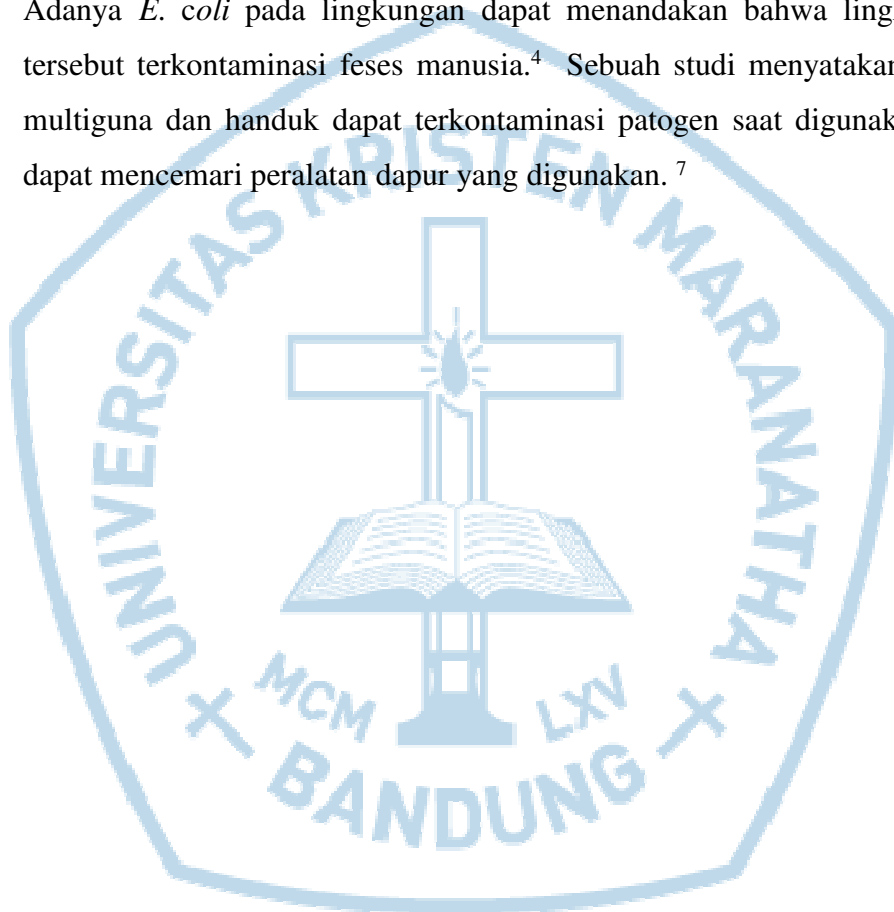 Adanya E. coli pada lingkungan dapat menandakan bahwa ling
tersebut terkontaminasi feses manusia.⁴ Sebuah studi menyatakan
multiguna dan handuk dapat terkontaminasi patogen saat digunak
dapat mencemari peralatan dapur yang digunakan. ⁷
UNIVERSITAS KRISTEN MARANATHA
MCM LXV
BANDUNG